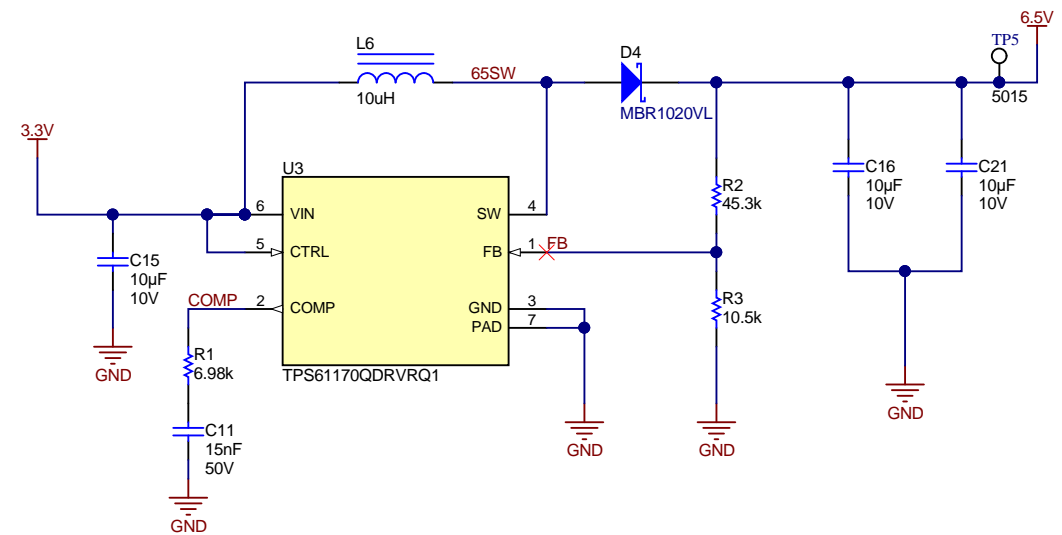 6.5V
TP5
5015
L6
10uH
65SW
D4
MBR1020VL
3.3V
U3
6
VIN
SW
4
5
CTRL
FB
1
FB
2
COMP
COMP
GND
3
PAD
7
TPS61170QDRVRQ1
C15
10µF
10V
GND
R1
6.98k
C11
15nF
50V
GND
GND
R2
45.3k
R3
10.5k
GND
C16
10µF
10V
C21
10µF
10V
GND